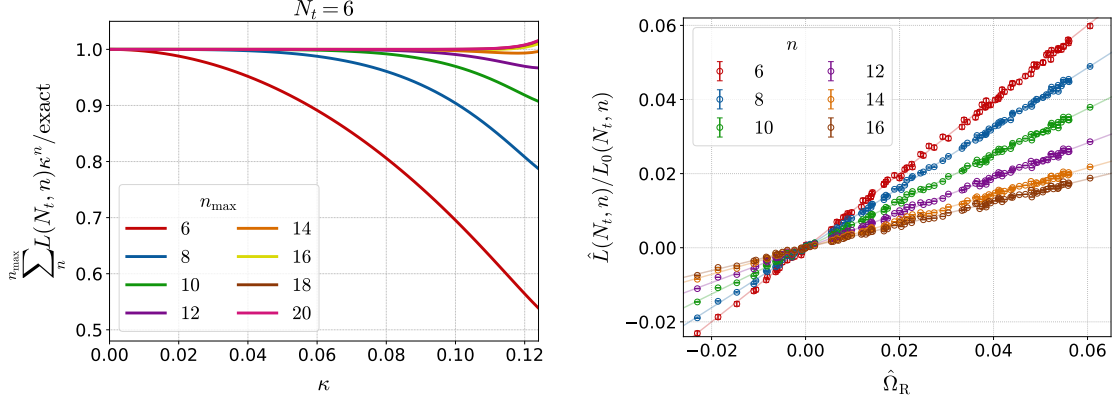 N_t = 6
1.0
0.9
0.8
0.7
0.6
0.5
0.00 0.02 0.04 0.06 0.08 0.10 0.12
κ
∑_n^{n_max} L(N_t, n)κ^n/exact
n_max
6 14
8 16
10 18
12 20
0.06
0.04
0.02
0.00
−0.02
−0.02 0.00 0.02 0.04 0.06
Ω̂_R
L̂(N_t, n)/L_0(N_t, n)
n
6 12
8 14
10 16